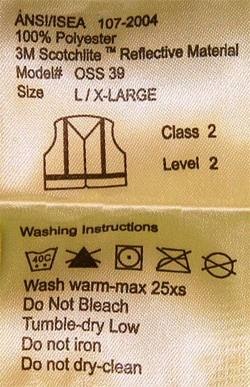 ANSI/ISEA 107-2004
100% Polyester
3M Scotchlite™ Reflective Material
Model# OSS 39
Size L / X-LARGE
Class 2
Level 2
Washing Instructions
40C
Wash warm-max 25xs
Do Not Bleach
Tumble-dry Low
Do not iron
Do not dry-clean